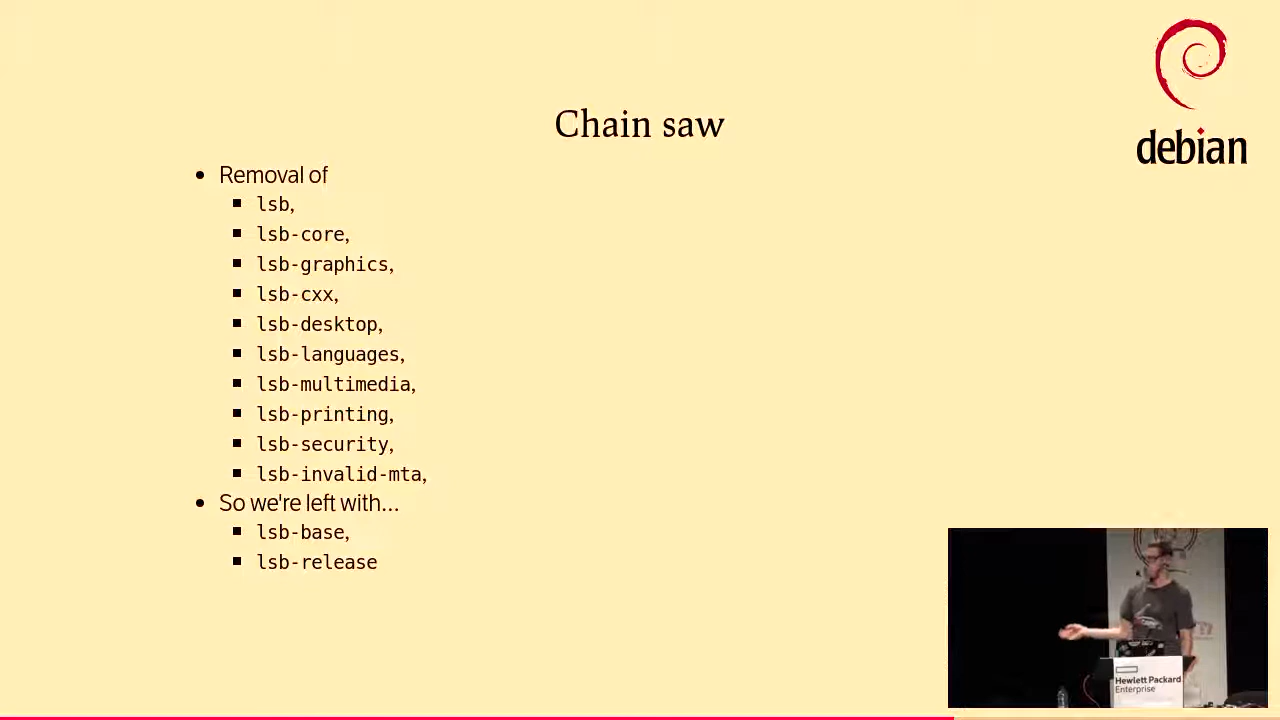 Chain saw
debian
Removal of
lsb,
lsb-core,
lsb-graphics,
lsb-cxx,
lsb-desktop,
lsb-languages,
lsb-multimedia,
lsb-printing,
lsb-security,
lsb-invalid-mta,
So we're left with...
lsb-base,
lsb-release
Hewlett Packard
Enterprise